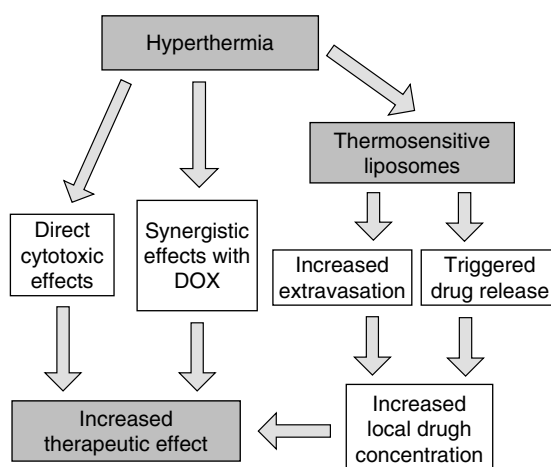 Hyperthermia
Thermosensitive
liposomes
Direct
cytotoxic
effects
Synergistic
effects with
DOX
Increased
extravasation
Triggered
drug release
Increased
therapeutic effect
Increased
local drugh
concentration